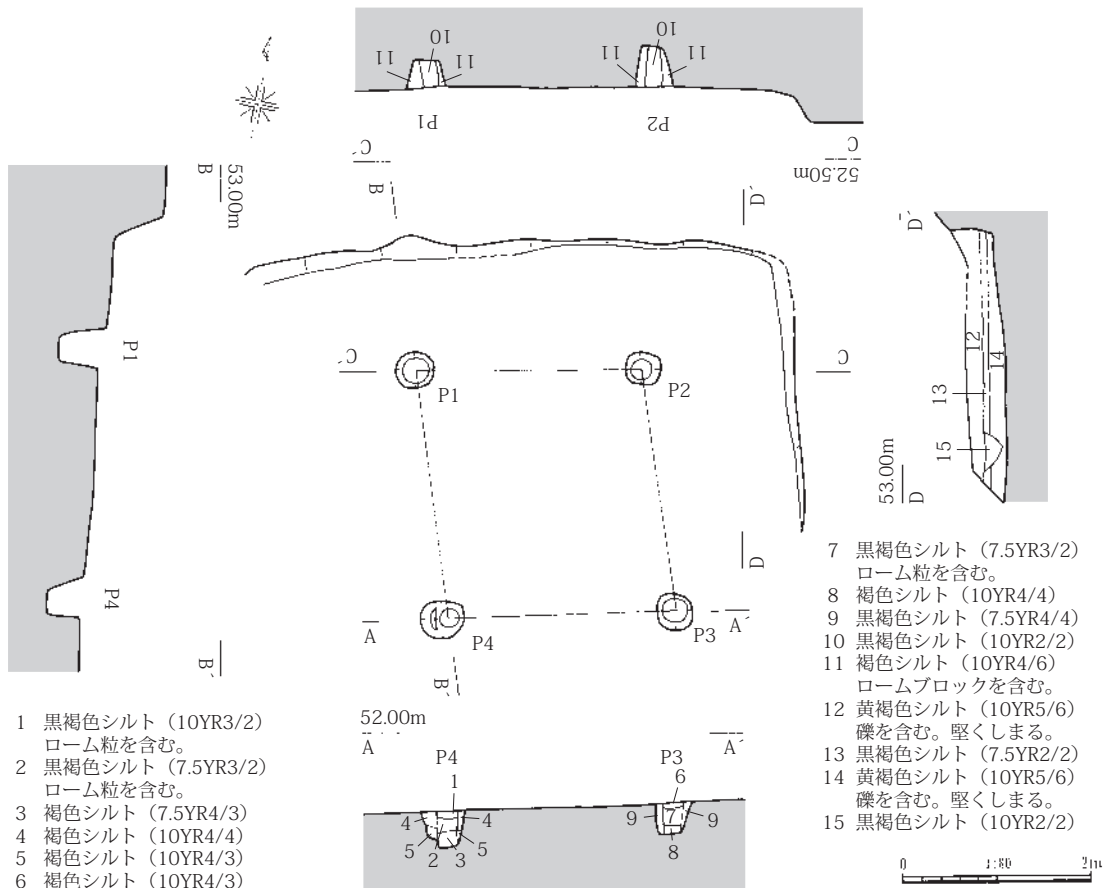 10
11
11
P1
10
11
11
P2
C´
C
52.50m
B
53.00m
B
D´
D´
P1
C´
C
P1
P2
12
14
13
15
53.00m
D
D
P4
A
P4
P3
A´
B´
B´
52.00m
A
A´
P4
1
P3
6
4
4
5
2
3
5
9
7
9
8
1 黒褐色シルト（10YR3/2）
ローム粒を含む。
2 黒褐色シルト（7.5YR3/2）
ローム粒を含む。
3 褐色シルト（7.5YR4/3）
4 褐色シルト（10YR4/4）
5 褐色シルト（10YR4/3）
6 褐色シルト（10YR4/3）
7 黒褐色シルト（7.5YR3/2）
ローム粒を含む。
8 褐色シルト（10YR4/4）
9 黒褐色シルト（7.5YR4/4）
10 黒褐色シルト（10YR2/2）
11 褐色シルト（10YR4/6）
ロームブロックを含む。
12 黄褐色シルト（10YR5/6）
礫を含む。堅くしまる。
13 黒褐色シルト（7.5YR2/2）
14 黄褐色シルト（10YR5/6）
礫を含む。堅くしまる。
15 黒褐色シルト（10YR2/2）
0 1:80 2m